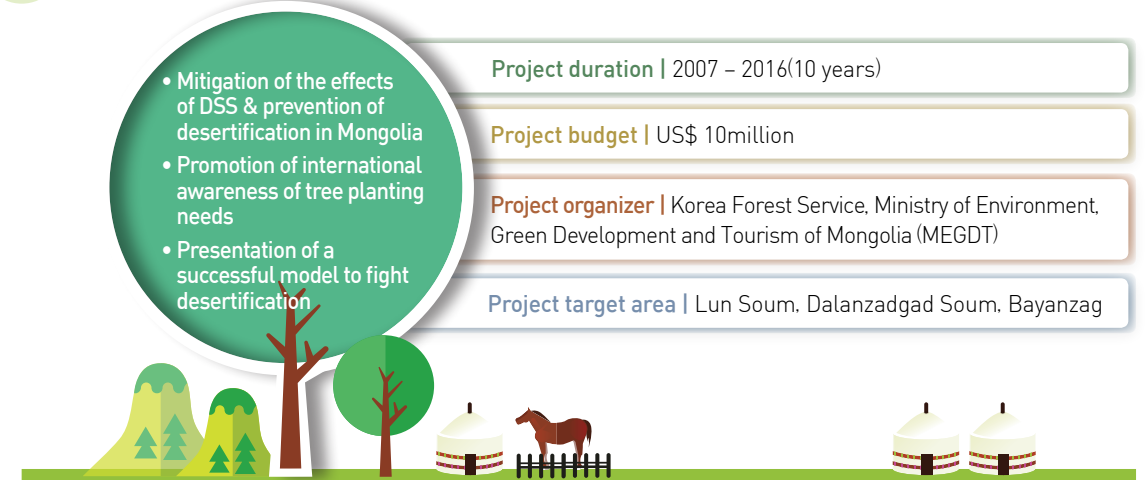 • Mitigation of the effects
of DSS & prevention of
desertification in Mongolia
• Promotion of international
awareness of tree planting
needs
• Presentation of a
successful model to fight
desertification
Project duration | 2007 – 2016(10 years)
Project budget | US$ 10million
Project organizer | Korea Forest Service, Ministry of Environment,
Green Development and Tourism of Mongolia (MEGDT)
Project target area | Lun Soum, Dalanzadgad Soum, Bayanzag